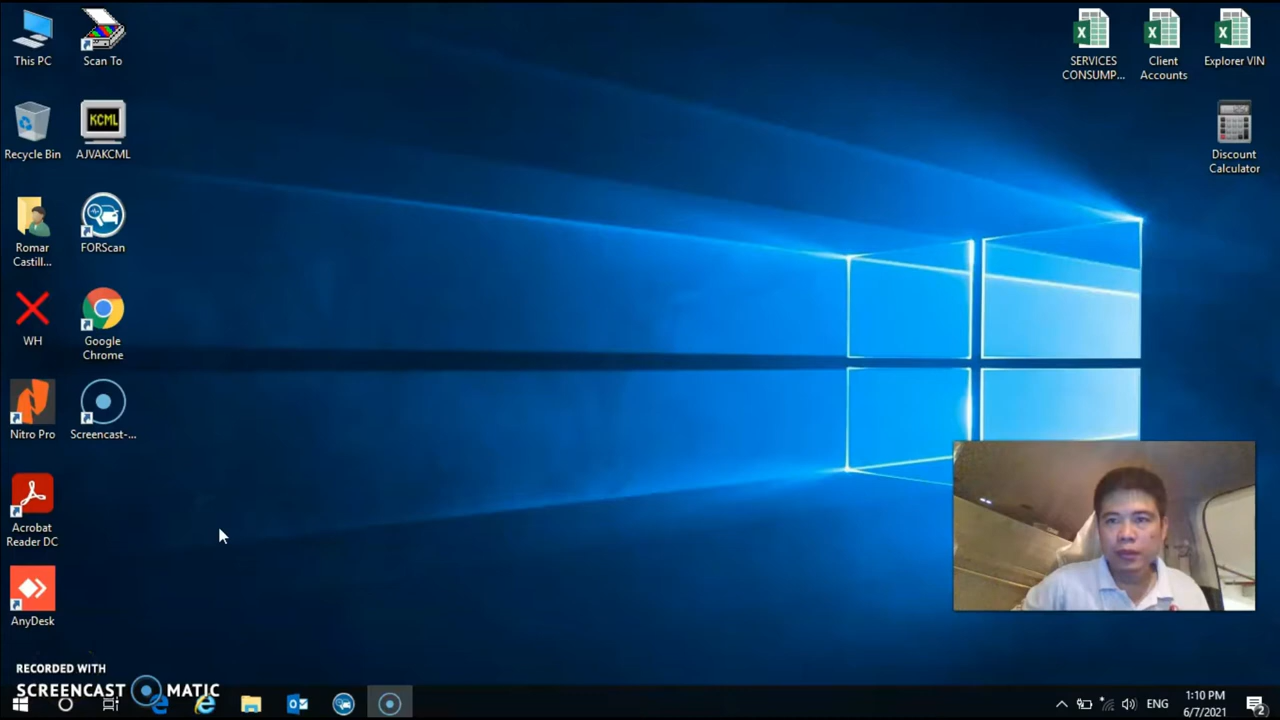 This PC
Scan To
Recycle Bin
KCML
AJVAKCML
Romar
Castill...
FORScan
WH
Google
Chrome
Nitro Pro
Screencast-...
Acrobat
Reader DC
AnyDesk
SERVICES
CONSUMP...
Client
Accounts
Explorer VIN
Discount
Calculator
RECORDED WITH
SCREENCAST MATIC
ENG
1:10 PM
6/7/2021
2